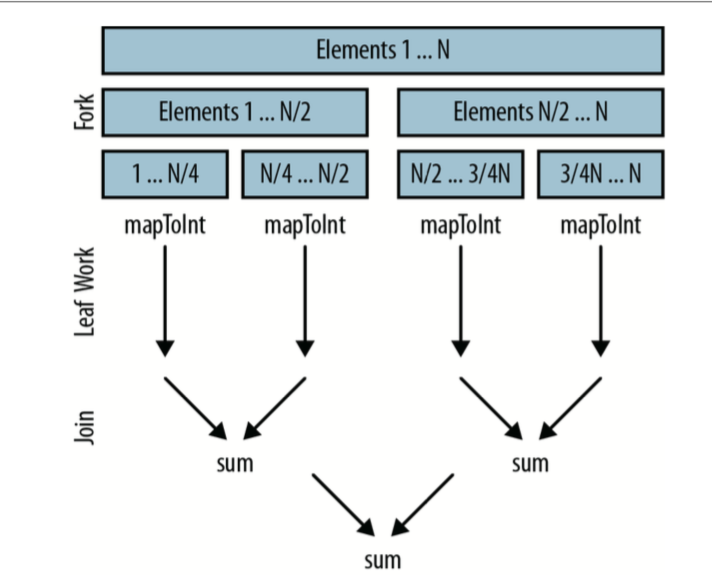 Elements 1 ... N
Fork
Elements 1 ... N/2
Elements N/2 ... N
1 ... N/4
N/4 ... N/2
N/2 ... 3/4N
3/4N ... N
mapToInt
mapToInt
mapToInt
mapToInt
Leaf Work
Join
sum
sum
sum